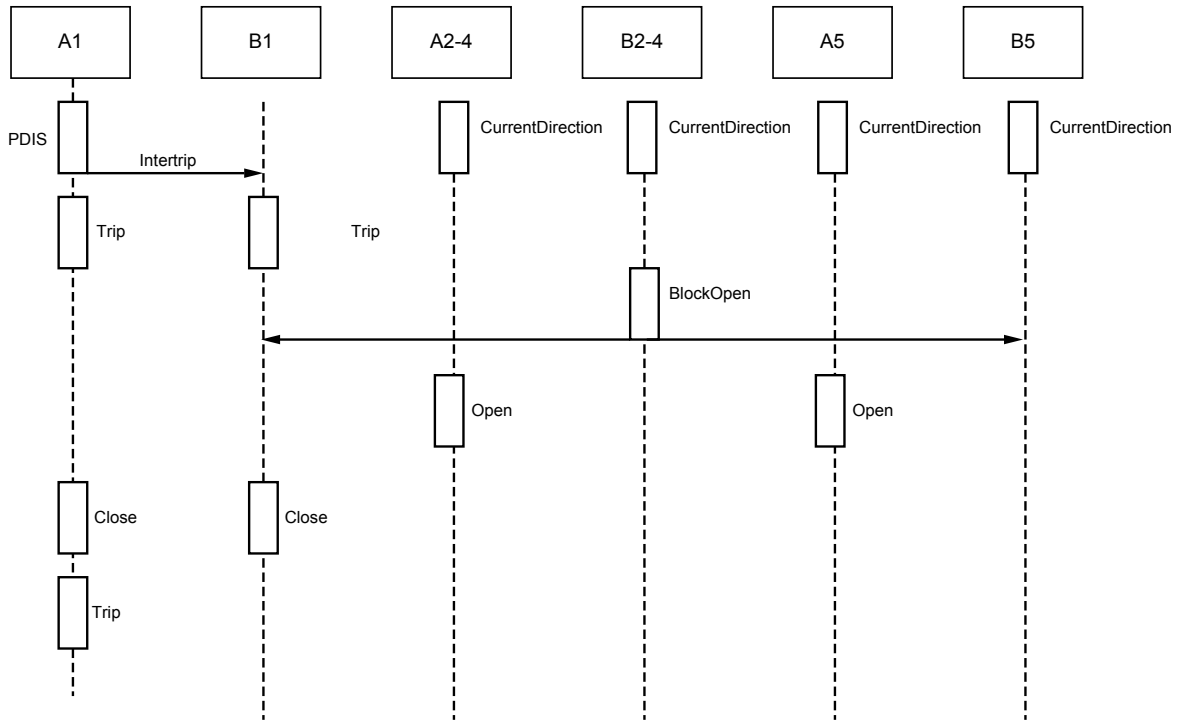 A1
B1
A2-4
B2-4
A5
B5
PDIS
CurrentDirection
CurrentDirection
CurrentDirection
CurrentDirection
Intertrip
Trip
Trip
BlockOpen
Open
Open
Close
Close
Trip